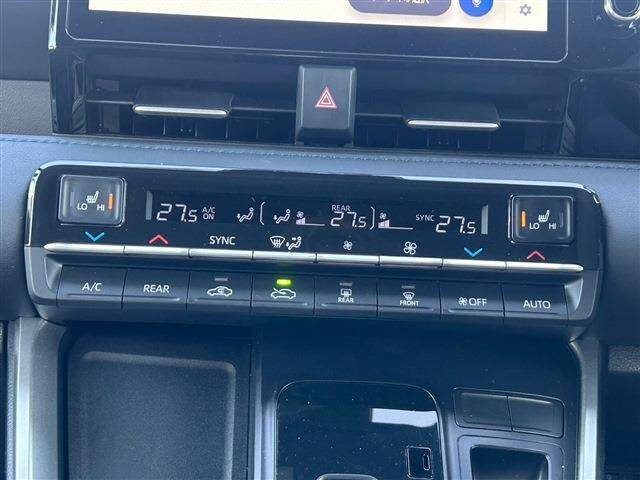 LO HI
27.5 A/C ON
REAR 27.5
SYNC 27.5
LO HI
SYNC
A/C REAR REAR FRONT OFF AUTO